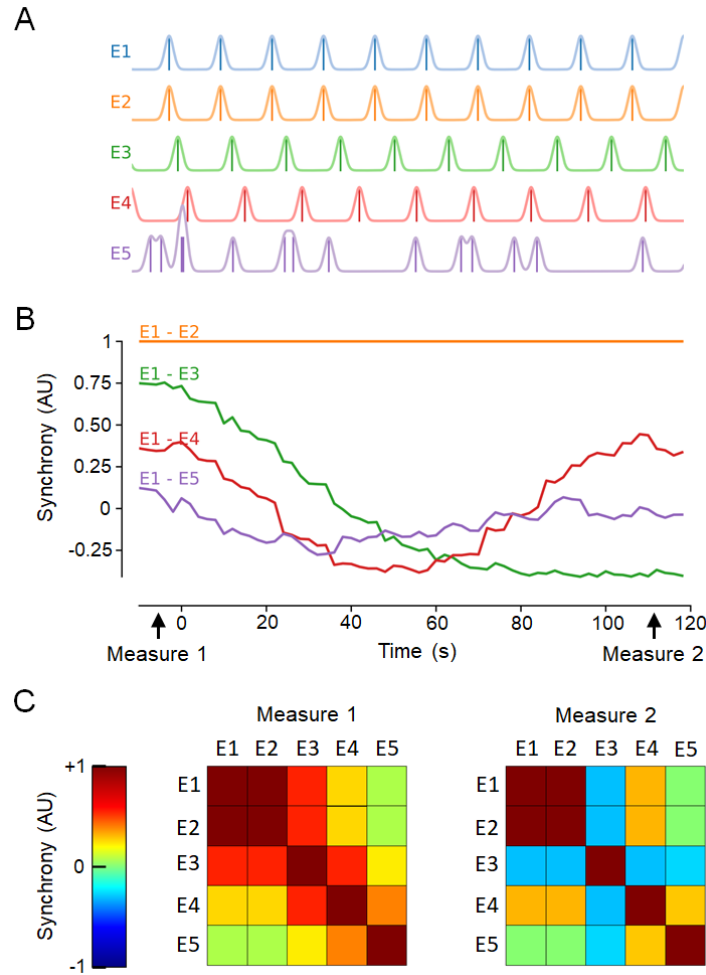 A
E1
E2
E3
E4
E5
B
E1 - E2
E1 - E3
E1 - E4
E1 - E5
Synchrony (AU)
1
0.75
0.50
0.25
0
-0.25
0 20 40 60 80 100 120
Measure 1 Time (s) Measure 2
C
Measure 1 Measure 2
E1 E2 E3 E4 E5 E1 E2 E3 E4 E5
+1
Synchrony (AU)
0
-1
E1 E1
E2 E2
E3 E3
E4 E4
E5 E5